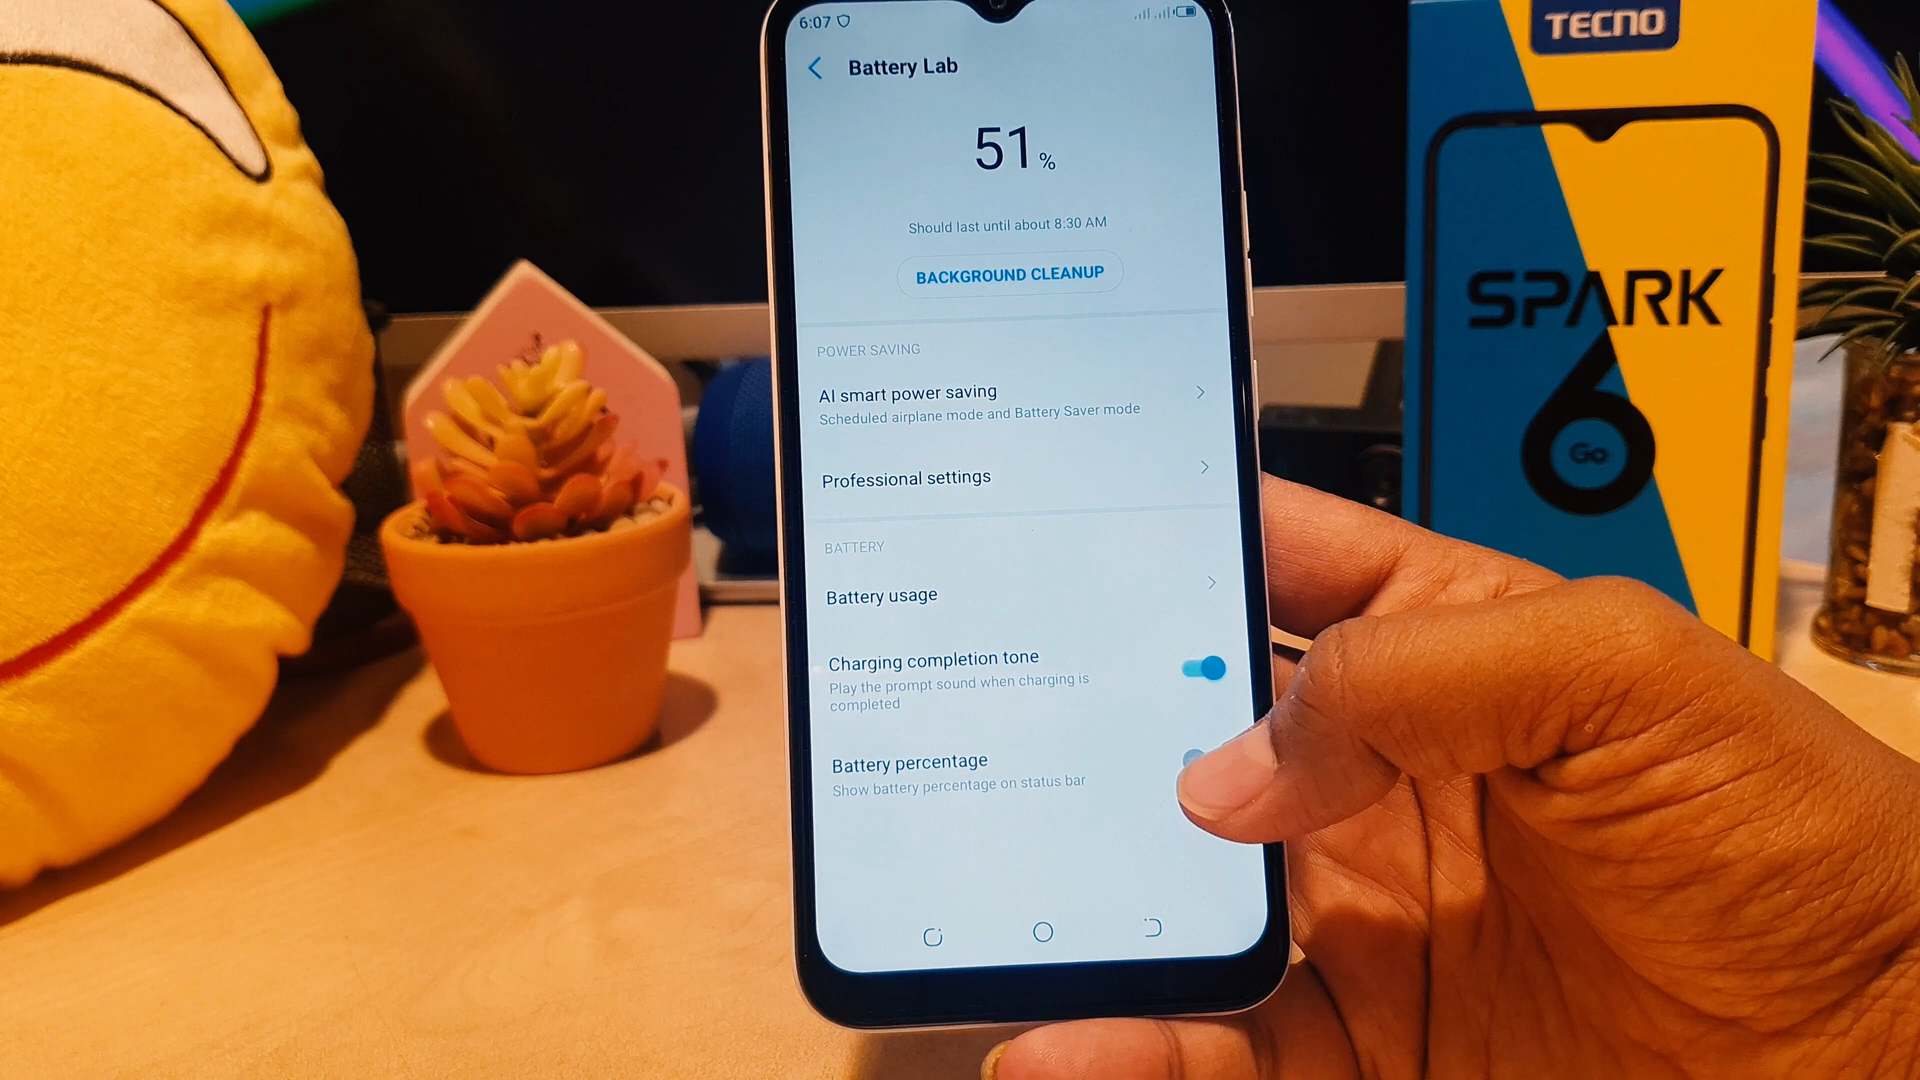 6:07
Battery Lab
51 %
Should last until about 8:30 AM
BACKGROUND CLEANUP
POWER SAVING
AI smart power saving
Scheduled airplane mode and Battery Saver mode
Professional settings
BATTERY
Battery usage
Charging completion tone
Play the prompt sound when charging is
completed
Battery percentage
Show battery percentage on status bar
TECNO
SPARK
6
Go